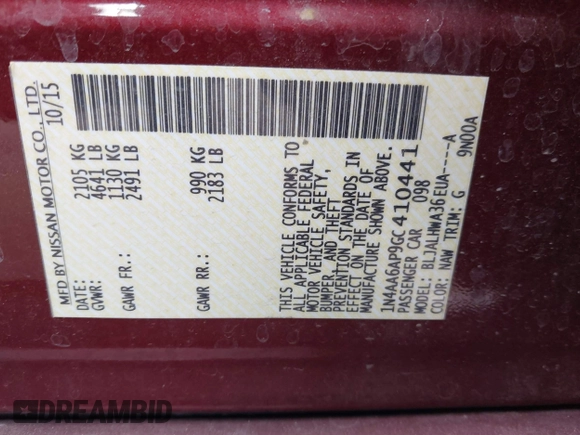 MFD BY NISSAN MOTOR CO., LTD.
DATE: 10/15
GVWR: 2105 KG
4641 LB
GAWR FR.: 1130 KG
2491 LB
GAWR RR.: 990 KG
2183 LB
THIS VEHICLE CONFORMS TO
ALL APPLICABLE FEDERAL
MOTOR VEHICLE SAFETY,
BUMPER, AND THEFT
PREVENTION STANDARDS IN
EFFECT ON THE DATE OF
MANUFACTURE SHOWN ABOVE.
1N4AA6AP9GC410441
PASSENGER CAR 098
MODEL: BLJALHWA36EUA----A
COLOR: NAW TRIM: G 9N00A
DREAMBID